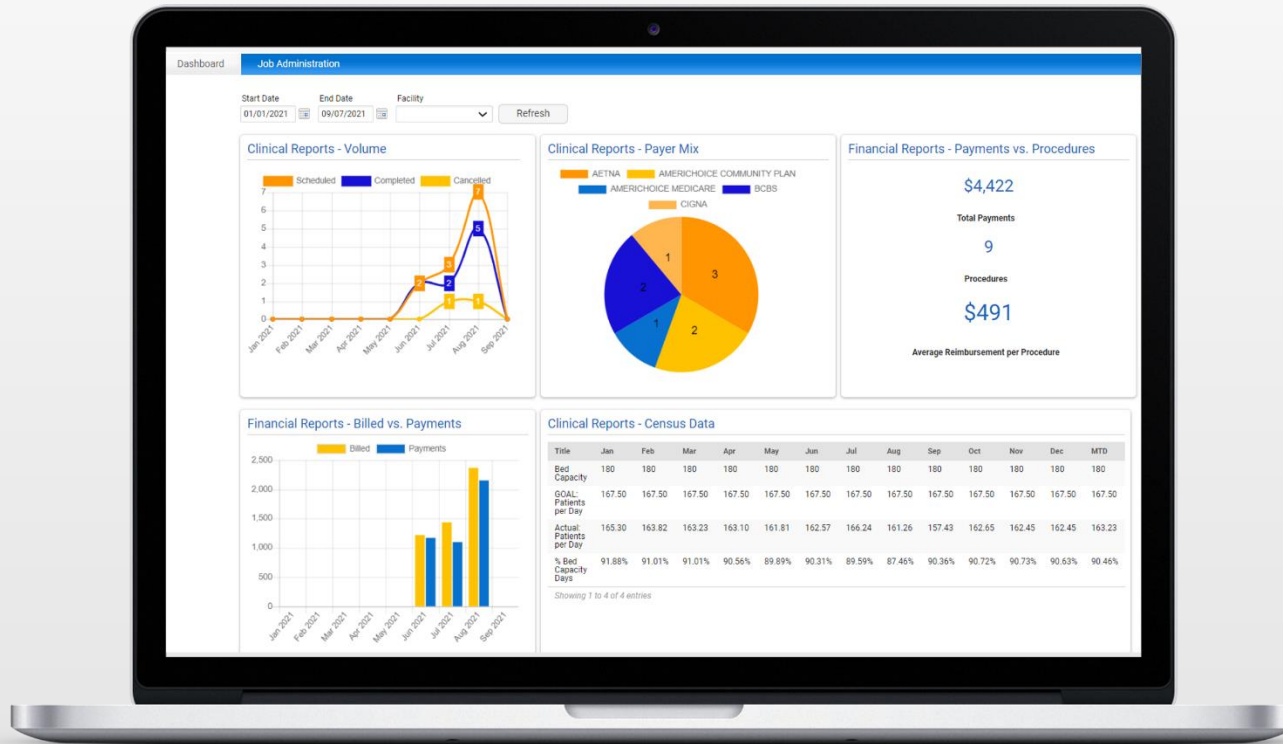 Dashboard
Job Administration
Start Date End Date Facility
01/01/2021 09/07/2021 Refresh
Clinical Reports - Volume
Scheduled Completed Cancelled
7
6
5
4
3
2
1
0
7
5
3
2
2
1
1
Jan 2021 Feb 2021 Mar 2021 Apr 2021 May 2021 Jun 2021 Jul 2021 Aug 2021 Sep 2021
Clinical Reports - Payer Mix
AETNA AMERICHOICE COMMUNITY PLAN
AMERICHOICE MEDICARE BCBS
CIGNA
1
3
2
1
2
Financial Reports - Payments vs. Procedures
$4,422
Total Payments
9
Procedures
$491
Average Reimbursement per Procedure
Financial Reports - Billed vs. Payments
Billed Payments
2,500
2,000
1,500
1,000
500
0
Jan 2021 Feb 2021 Mar 2021 Apr 2021 May 2021 Jun 2021 Jul 2021 Aug 2021 Sep 2021
Clinical Reports - Census Data
Title Jan Feb Mar Apr May Jun Jul Aug Sep Oct Nov Dec MTD
Bed 180 180 180 180 180 180 180 180 180 180 180 180 180
Capacity
GOAL: 167.50 167.50 167.50 167.50 167.50 167.50 167.50 167.50 167.50 167.50 167.50 167.50 167.50
Patients
per Day
Actual: 165.30 163.82 163.23 163.10 161.81 162.57 166.24 161.26 157.43 162.65 162.45 162.45 163.23
Patients
per Day
% Bed 91.88% 91.01% 91.01% 90.56% 89.89% 90.31% 89.59% 87.46% 90.36% 90.72% 90.73% 90.63% 90.46%
Capacity
Days
Showing 1 to 4 of 4 entries